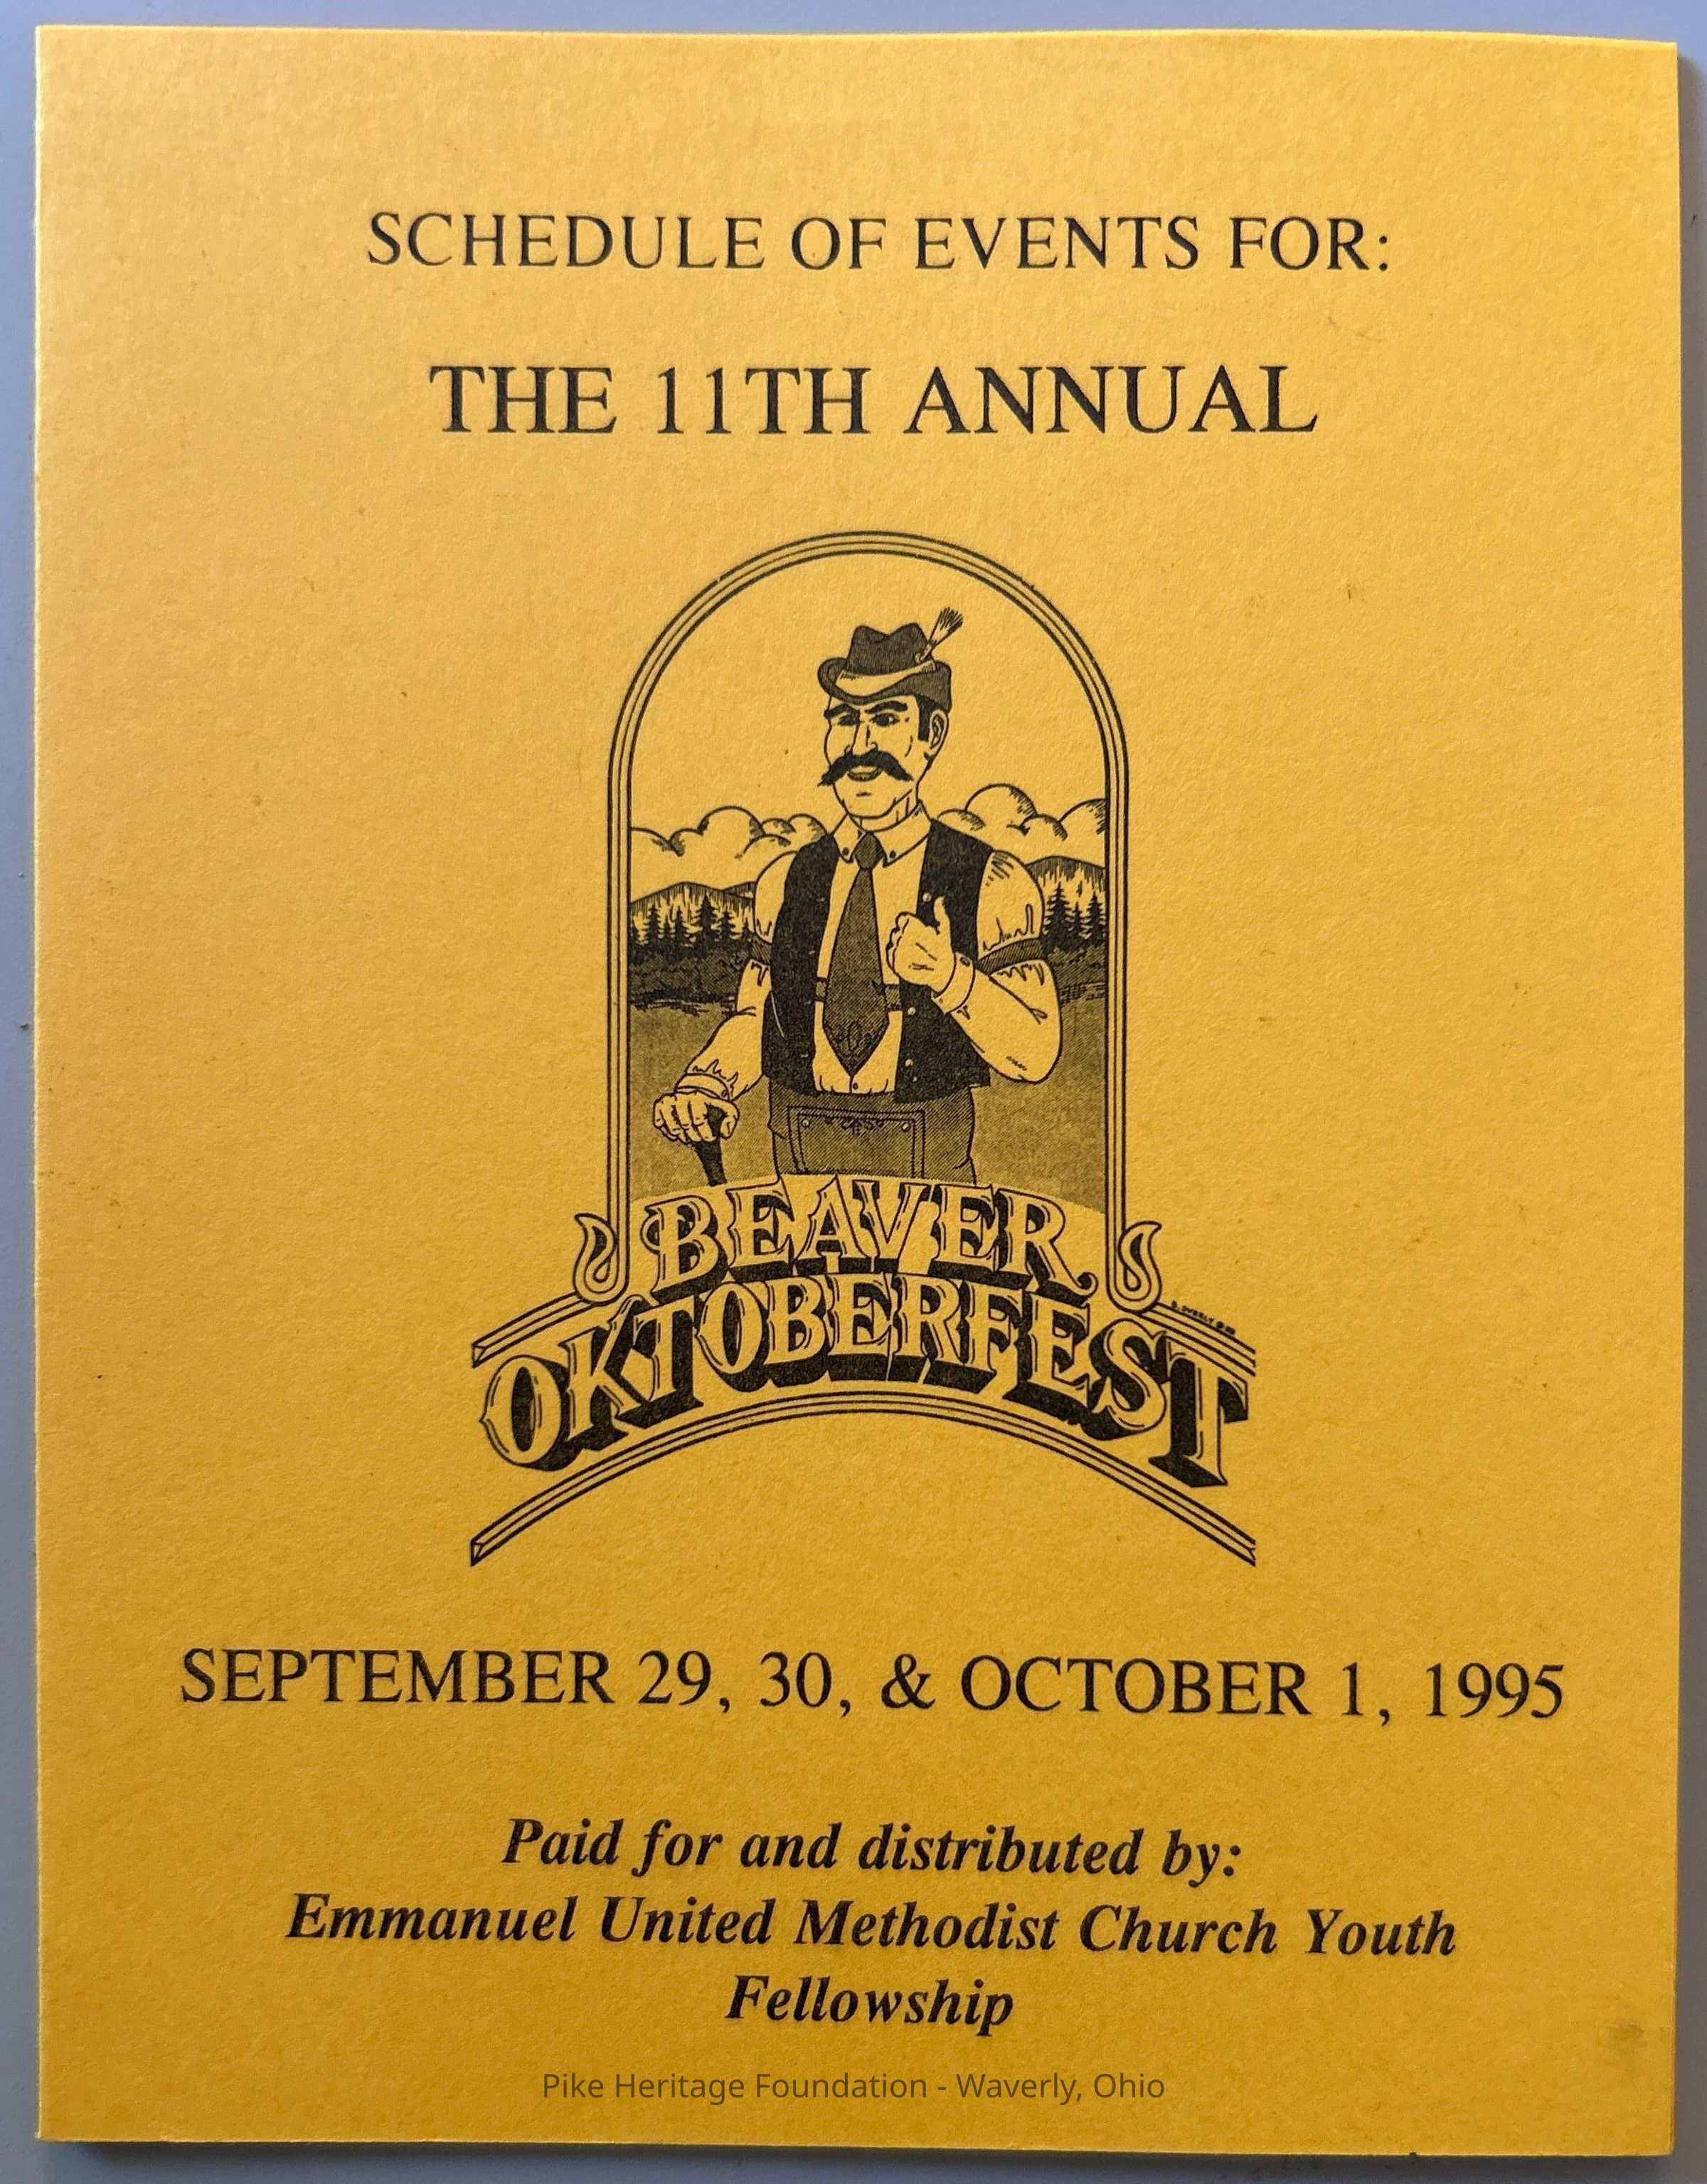 SCHEDULE OF EVENTS FOR:
THE 11TH ANNUAL
BEAVER
OKTOBERFEST
SEPTEMBER 29, 30, & OCTOBER 1, 1995
Paid for and distributed by:
Emmanuel United Methodist Church Youth
Fellowship
Pike Heritage Foundation - Waverly, Ohio